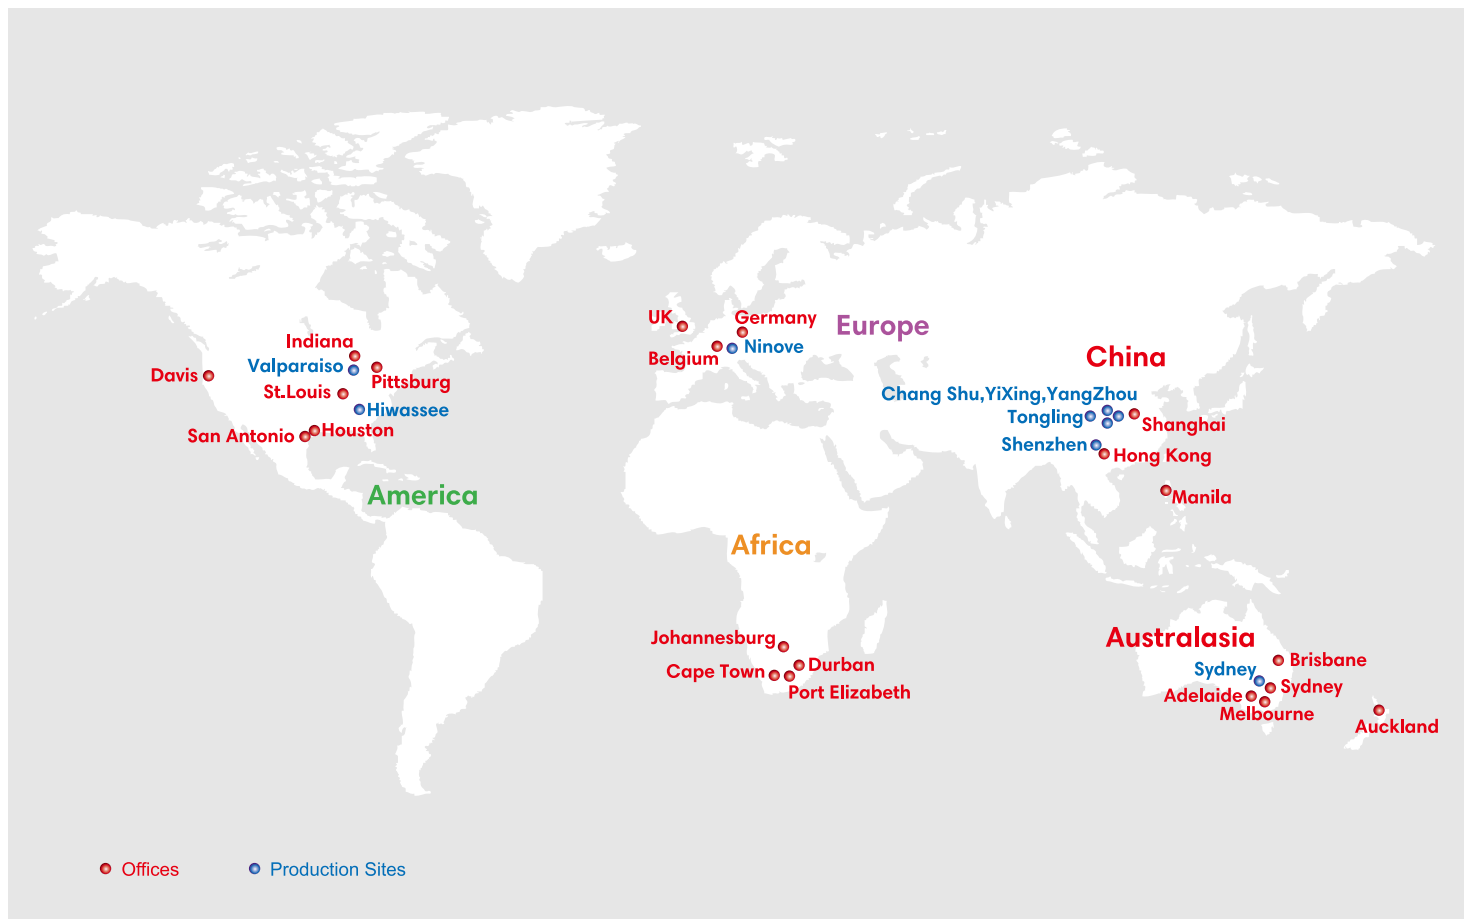 Indiana
Valparaiso
Davis
Pittsburg
St.Louis
Hiwassee
Houston
San Antonio
America
UK
Germany
Europe
Belgium
Ninove
China
Chang Shu,YiXing,YangZhou
Tongling
Shanghai
Shenzhen
Hong Kong
Manila
Africa
Johannesburg
Durban
Cape Town
Port Elizabeth
Australasia
Brisbane
Sydney
Sydney
Adelaide
Melbourne
Auckland
Offices
Production Sites